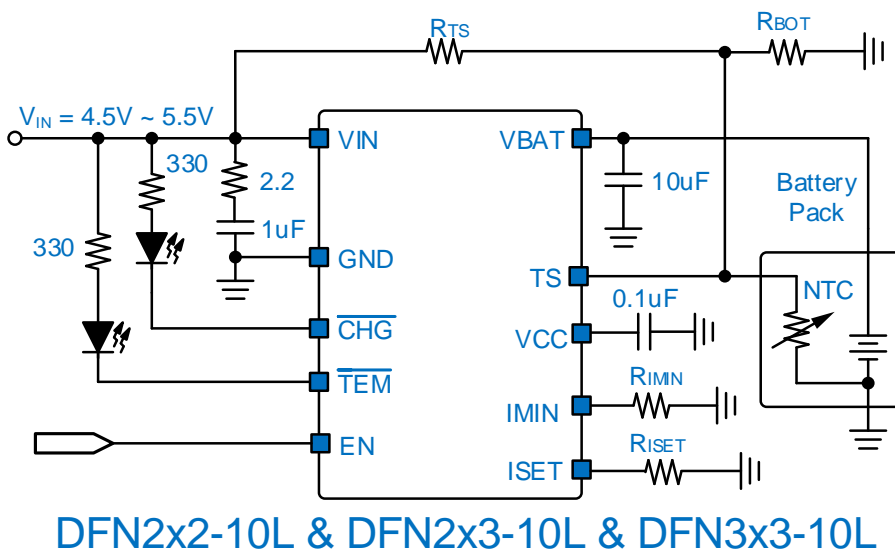 RTS
RBOT
VIN = 4.5V ~ 5.5V
330
2.2
1uF
330
VIN
GND
CHG
TEM
EN
VBAT
TS
VCC
IMIN
ISET
10uF
0.1uF
RIMIN
RISET
Battery
Pack
NTC
DFN2x2-10L & DFN2x3-10L & DFN3x3-10L